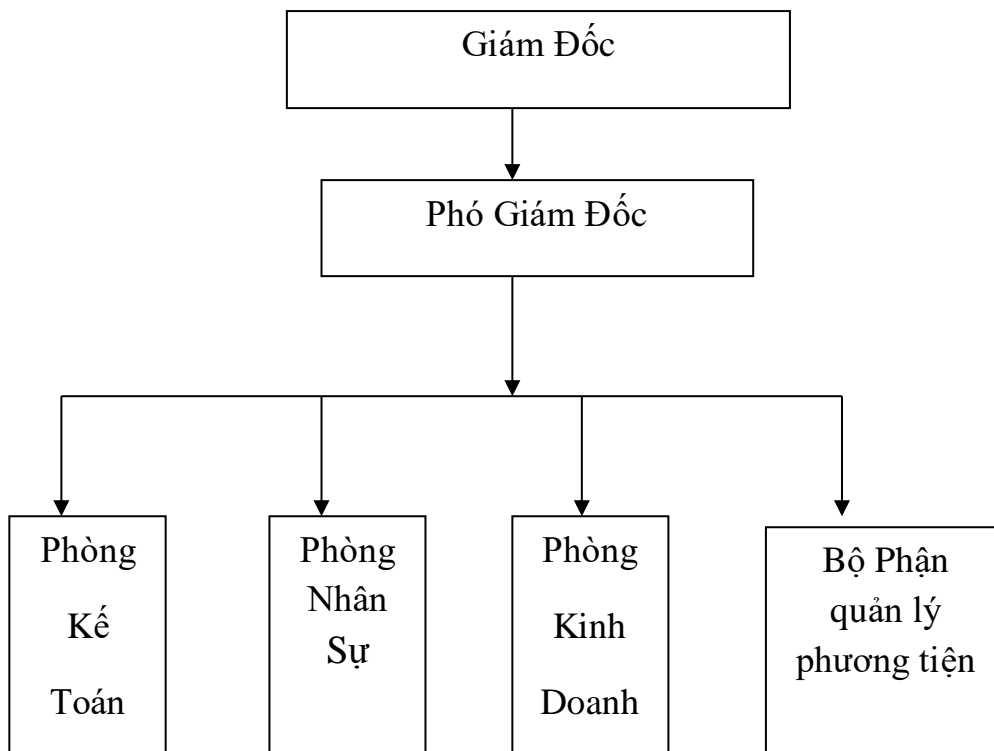 Giám Đốc
Phó Giám Đốc
Phòng
Kế
Toán
Phòng
Nhân
Sự
Phòng
Kinh
Doanh
Bộ Phận
quản lý
phương tiện